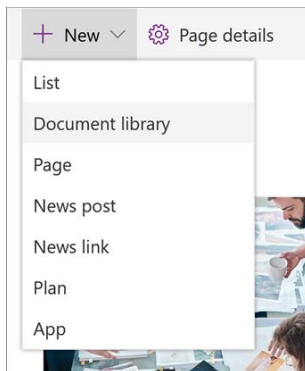 New
Page details
List
Document library
Page
News post
News link
Plan
App